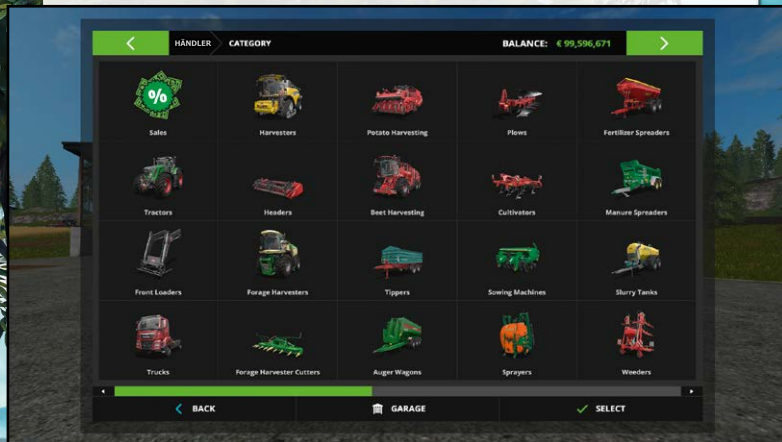 HÄNDLER CATEGORY BALANCE: € 99,596,671
%
Sales Harvesters Potato Harvesting Plows Fertilizer Spreaders
Tractors Headers Beet Harvesting Cultivators Manure Spreaders
Front Loaders Forage Harvesters Tippers Sowing Machines Slurry Tanks
Trucks Forage Harvester Cutters Auger Wagons Sprayers Weeders
BACK GARAGE SELECT